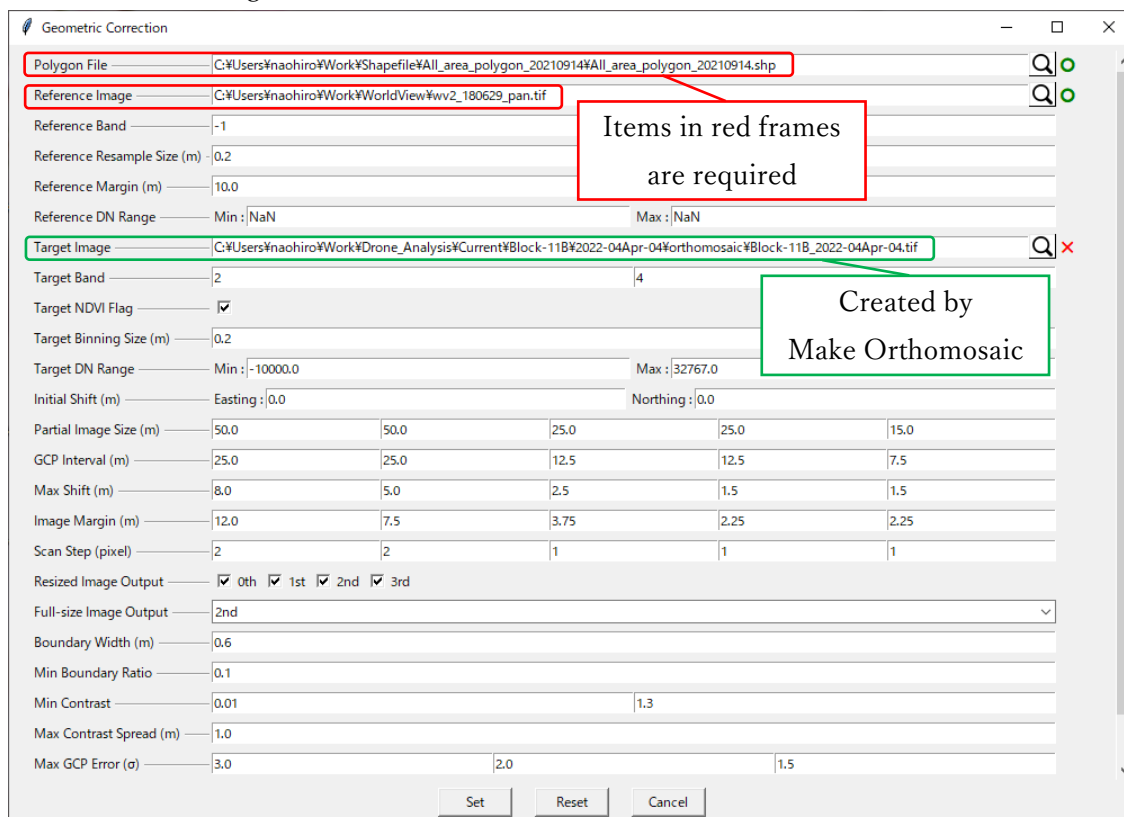 Geometric Correction
Polygon File C:¥Users¥naohiro¥Work¥Shapefile¥All_area_polygon_20210914¥All_area_polygon_20210914.shp
Reference Image C:¥Users¥naohiro¥Work¥WorldView¥wv2_180629_pan.tif
Reference Band -1
Items in red frames
are required
Reference Resample Size (m) 0.2
Reference Margin (m) 10.0
Reference DN Range Min : NaN Max : NaN
Target Image C:¥Users¥naohiro¥Work¥Drone_Analysis¥Current¥Block-11B¥2022-04Apr-04¥orthomosaic¥Block-11B_2022-04Apr-04.tif
Target Band 2 4
Created by
Make Orthomosaic
Target NDVI Flag
Target Binning Size (m) 0.2
Target DN Range Min : -10000.0 Max : 32767.0
Initial Shift (m) Easting : 0.0 Northing : 0.0
Partial Image Size (m) 50.0 50.0 25.0 25.0 15.0
GCP Interval (m) 25.0 25.0 12.5 12.5 7.5
Max Shift (m) 8.0 5.0 2.5 1.5 1.5
Image Margin (m) 12.0 7.5 3.75 2.25 2.25
Scan Step (pixel) 2 2 1 1 1
Resized Image Output 0th 1st 2nd 3rd
Full-size Image Output 2nd
Boundary Width (m) 0.6
Min Boundary Ratio 0.1
Min Contrast 0.01 1.3
Max Contrast Spread (m) 1.0
Max GCP Error (σ) 3.0 2.0 1.5
Set Reset Cancel